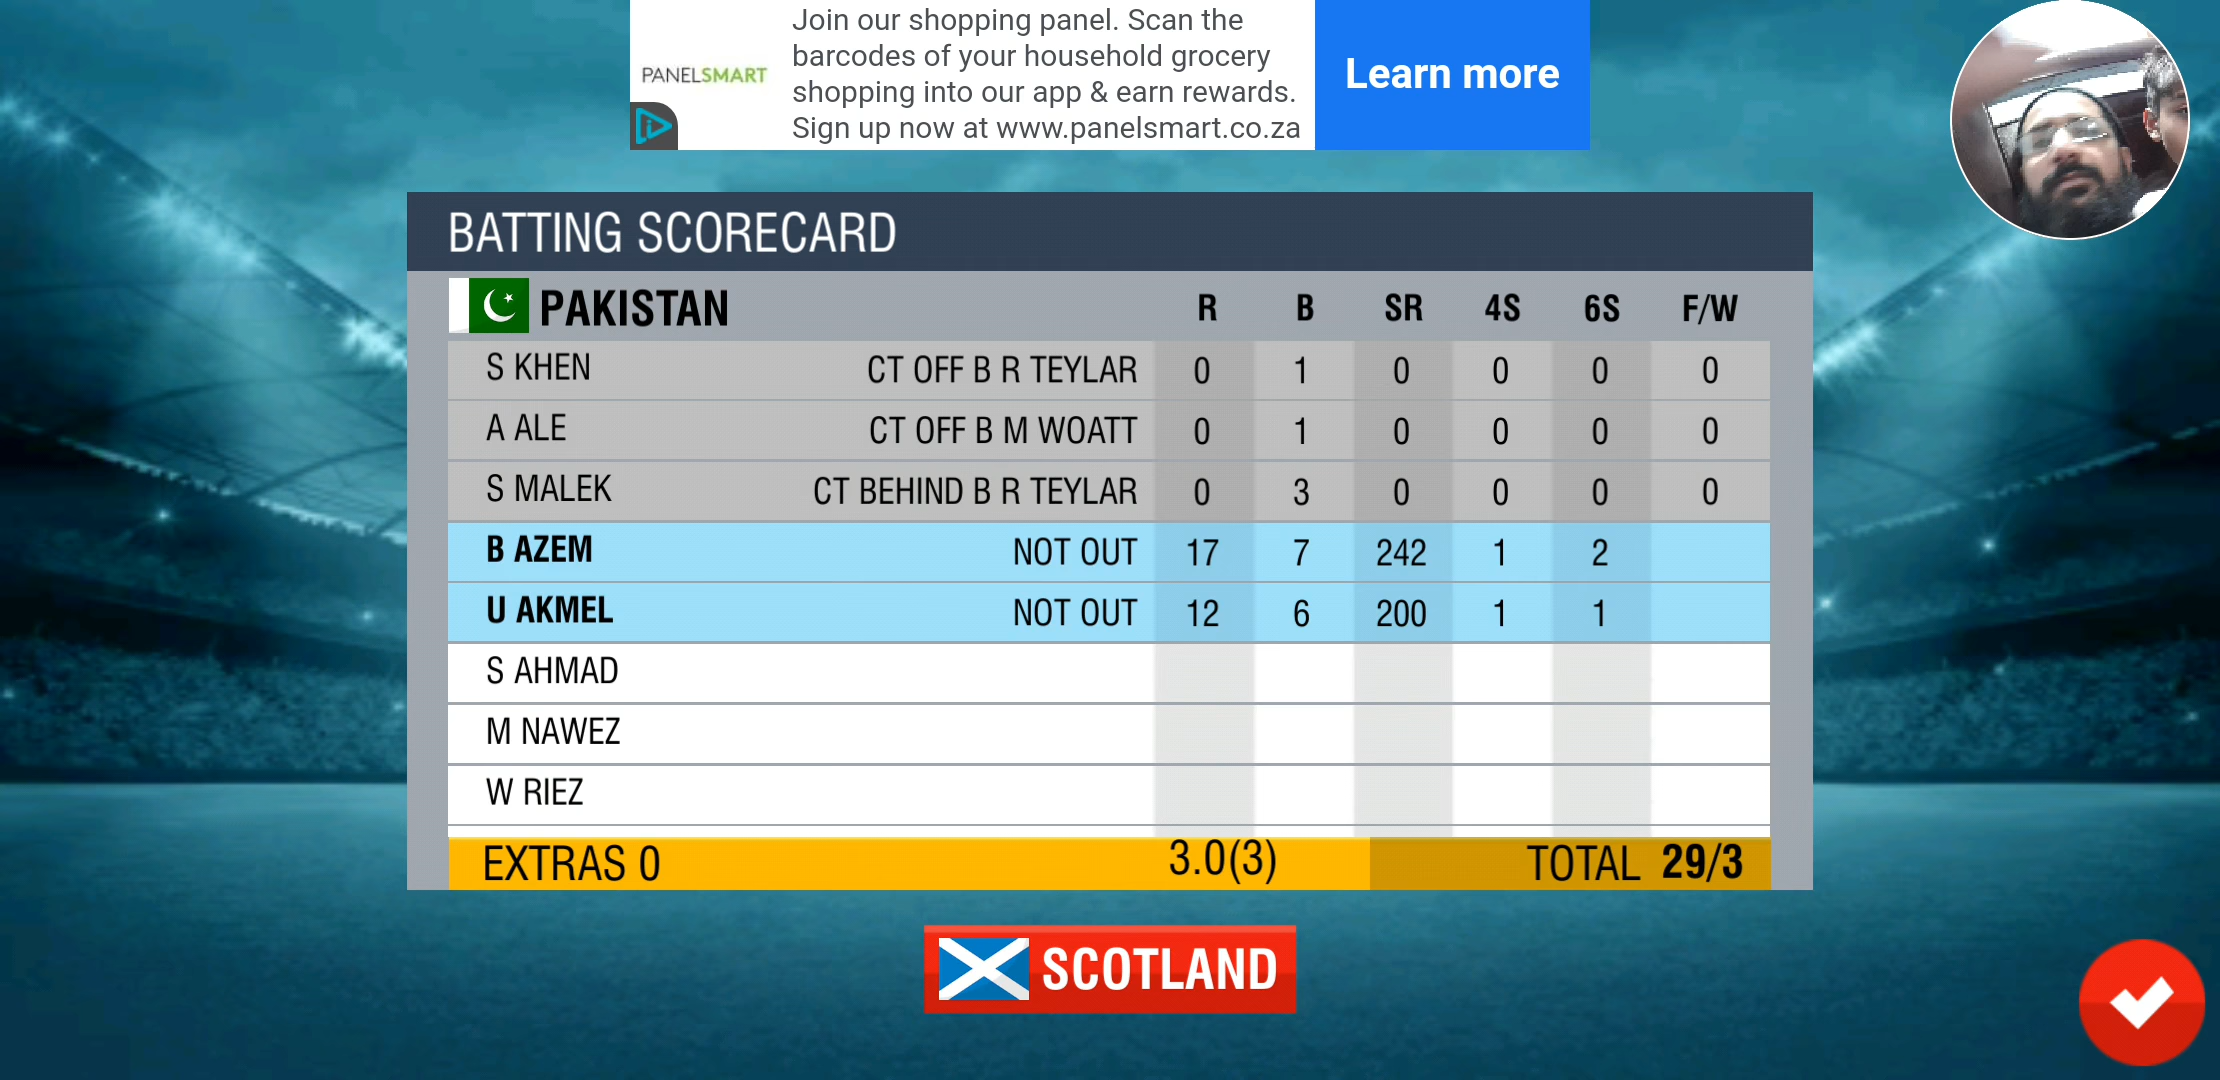 Join our shopping panel. Scan the
barcodes of your household grocery
shopping into our app & earn rewards.
Sign up now at www.panelsmart.co.za
PANELSMART
Learn more
BATTING SCORECARD
PAKISTAN R B SR 4S 6S F/W
S KHEN CT OFF B R TEYLAR 0 1 0 0 0 0
A ALE CT OFF B M WOATT 0 1 0 0 0 0
S MALEK CT BEHIND B R TEYLAR 0 3 0 0 0 0
B AZEM NOT OUT 17 7 242 1 2
U AKMEL NOT OUT 12 6 200 1 1
S AHMAD
M NAWEZ
W RIEZ
EXTRAS 0 3.0(3) TOTAL 29/3
SCOTLAND